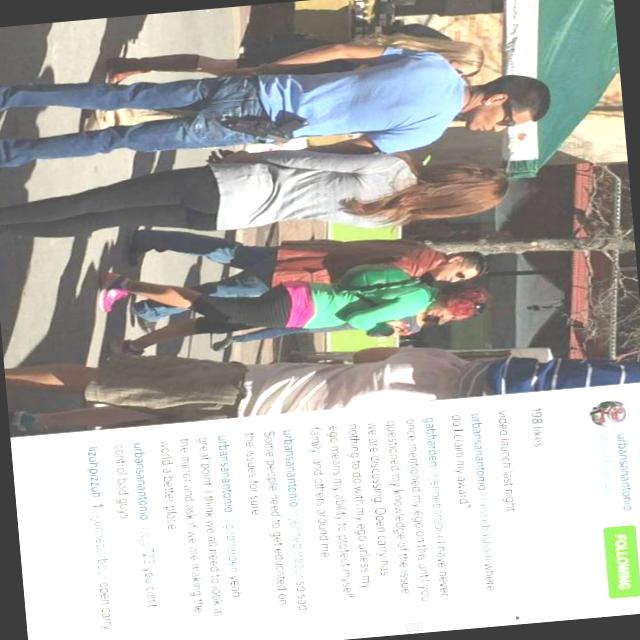 urbansanantonio
FOLLOWING
198 likes
video launch last night
urbansanantonio
where
do I claim my award?
gabharden
I have never
once mentioned my ego on this until you
questioned my knowledge of the issue
we are discussing. Open carry has
nothing to do with my ego unless my
ego means my ability to protect myself
family and others around me
urbansanantonio
so sad
Some people need to get educated on
the issues for sure
urbansanantonio
yeah
great point I think we all need to look in
the mirror and ask if we are making the
world a better place
urbansanantonio
you can't
control bad guys
open carry